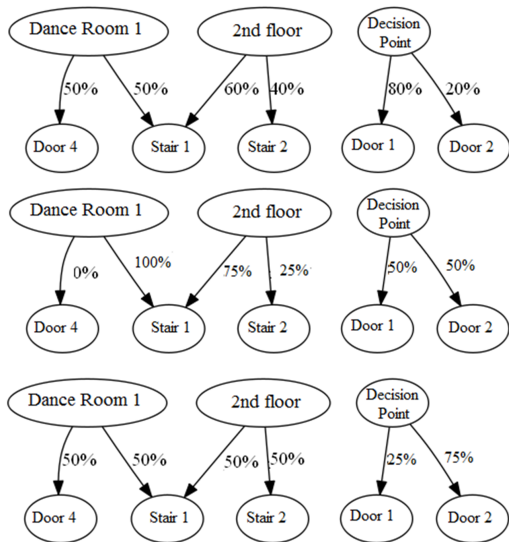 Dance Room 1
2nd floor
Decision
Point
50%
50%
60%
40%
80%
20%
Door 4
Stair 1
Stair 2
Door 1
Door 2
Dance Room 1
2nd floor
Decision
Point
0%
100%
75%
25%
50%
50%
Door 4
Stair 1
Stair 2
Door 1
Door 2
Dance Room 1
2nd floor
Decision
Point
50%
50%
50%
50%
25%
75%
Door 4
Stair 1
Stair 2
Door 1
Door 2